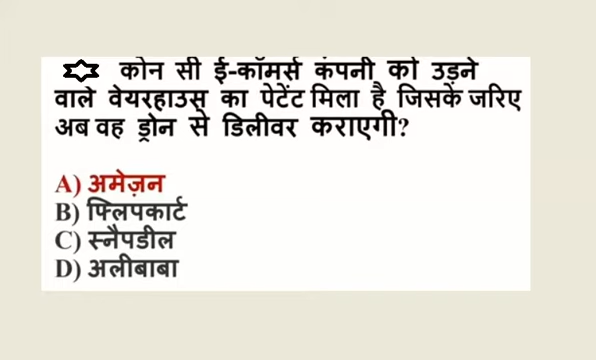 कोन सी ई-कॉमर्स कंपनी को उड़ने
वाले वेयरहाउस का पेटेंट मिला है जिसके जरिए
अब वह ड्रोन से डिलीवर कराएगी?
A) अमेज़न
B) फ्लिपकार्ट
C) स्नैपडील
D) अलीबाबा